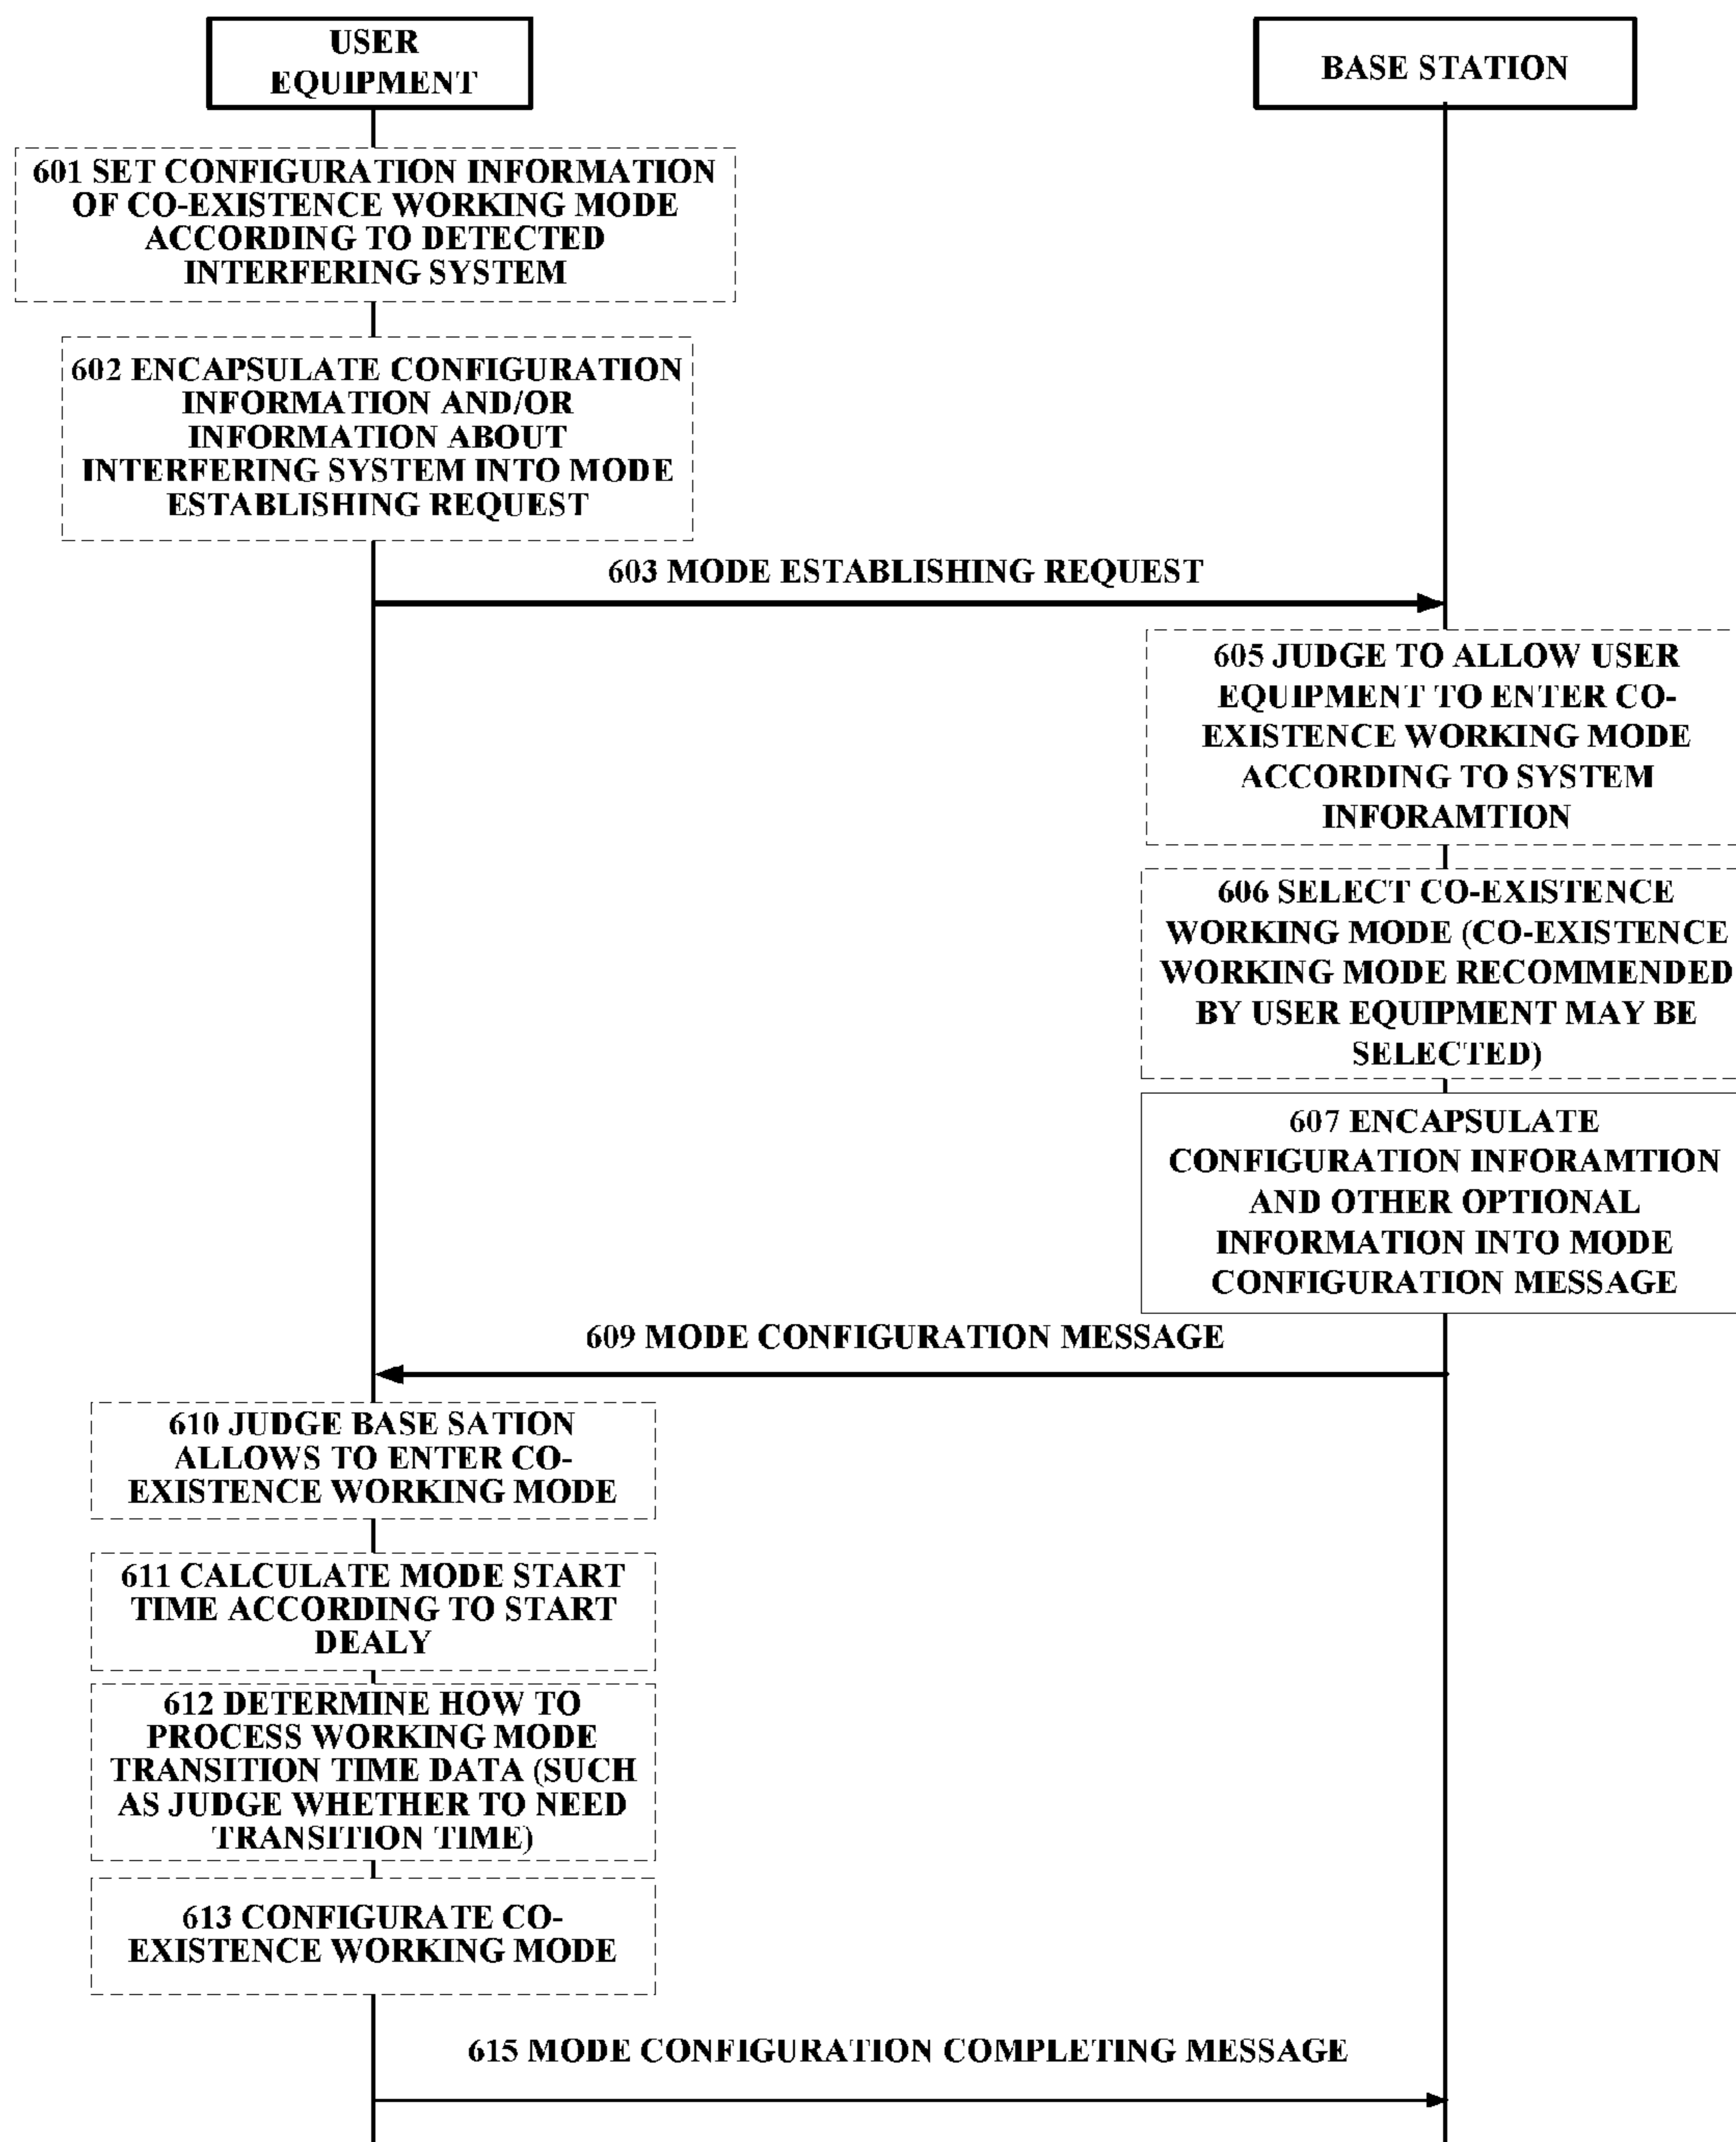 USER
EQUIPMENT
BASE STATION
601 SET CONFIGURATION INFORMATION
OF CO-EXISTENCE WORKING MODE
ACCORDING TO DETECTED
INTERFERING SYSTEM
602 ENCAPSULATE CONFIGURATION
INFORMATION AND/OR
INFORMATION ABOUT
INTERFERING SYSTEM INTO MODE
ESTABLISHING REQUEST
603 MODE ESTABLISHING REQUEST
605 JUDGE TO ALLOW USER
EQUIPMENT TO ENTER CO-
EXISTENCE WORKING MODE
ACCORDING TO SYSTEM
INFORAMTION
606 SELECT CO-EXISTENCE
WORKING MODE (CO-EXISTENCE
WORKING MODE RECOMMENDED
BY USER EQUIPMENT MAY BE
SELECTED)
607 ENCAPSULATE
CONFIGURATION INFORAMTION
AND OTHER OPTIONAL
INFORMATION INTO MODE
CONFIGURATION MESSAGE
609 MODE CONFIGURATION MESSAGE
610 JUDGE BASE SATION
ALLOWS TO ENTER CO-
EXISTENCE WORKING MODE
611 CALCULATE MODE START
TIME ACCORDING TO START
DEALY
612 DETERMINE HOW TO
PROCESS WORKING MODE
TRANSITION TIME DATA (SUCH
AS JUDGE WHETHER TO NEED
TRANSITION TIME)
613 CONFIGURATE CO-
EXISTENCE WORKING MODE
615 MODE CONFIGURATION COMPLETING MESSAGE